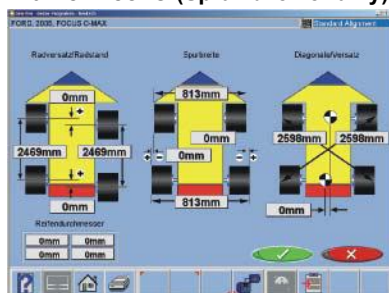 FORD, 2005, FOCUS C-MAX
Standard Alignment
Radversatz/Radstand
Spurbreite
Diagonale/Versatz
0mm
813mm
0mm
2598mm
2598mm
2469mm
2469mm
0mm
0mm
813mm
0mm
Reifendurchmesser
0mm
0mm
0mm
0mm